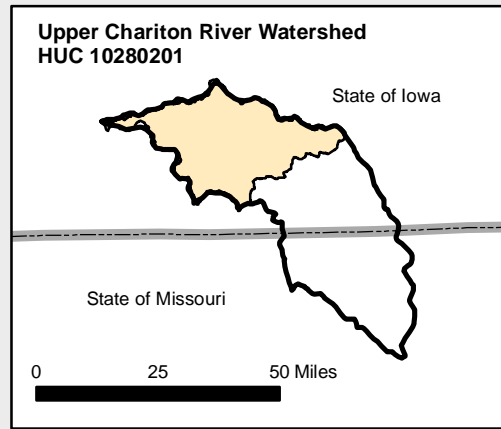 Upper Chariton River Watershed
HUC 10280201
State of Iowa
State of Missouri
0 25 50 Miles